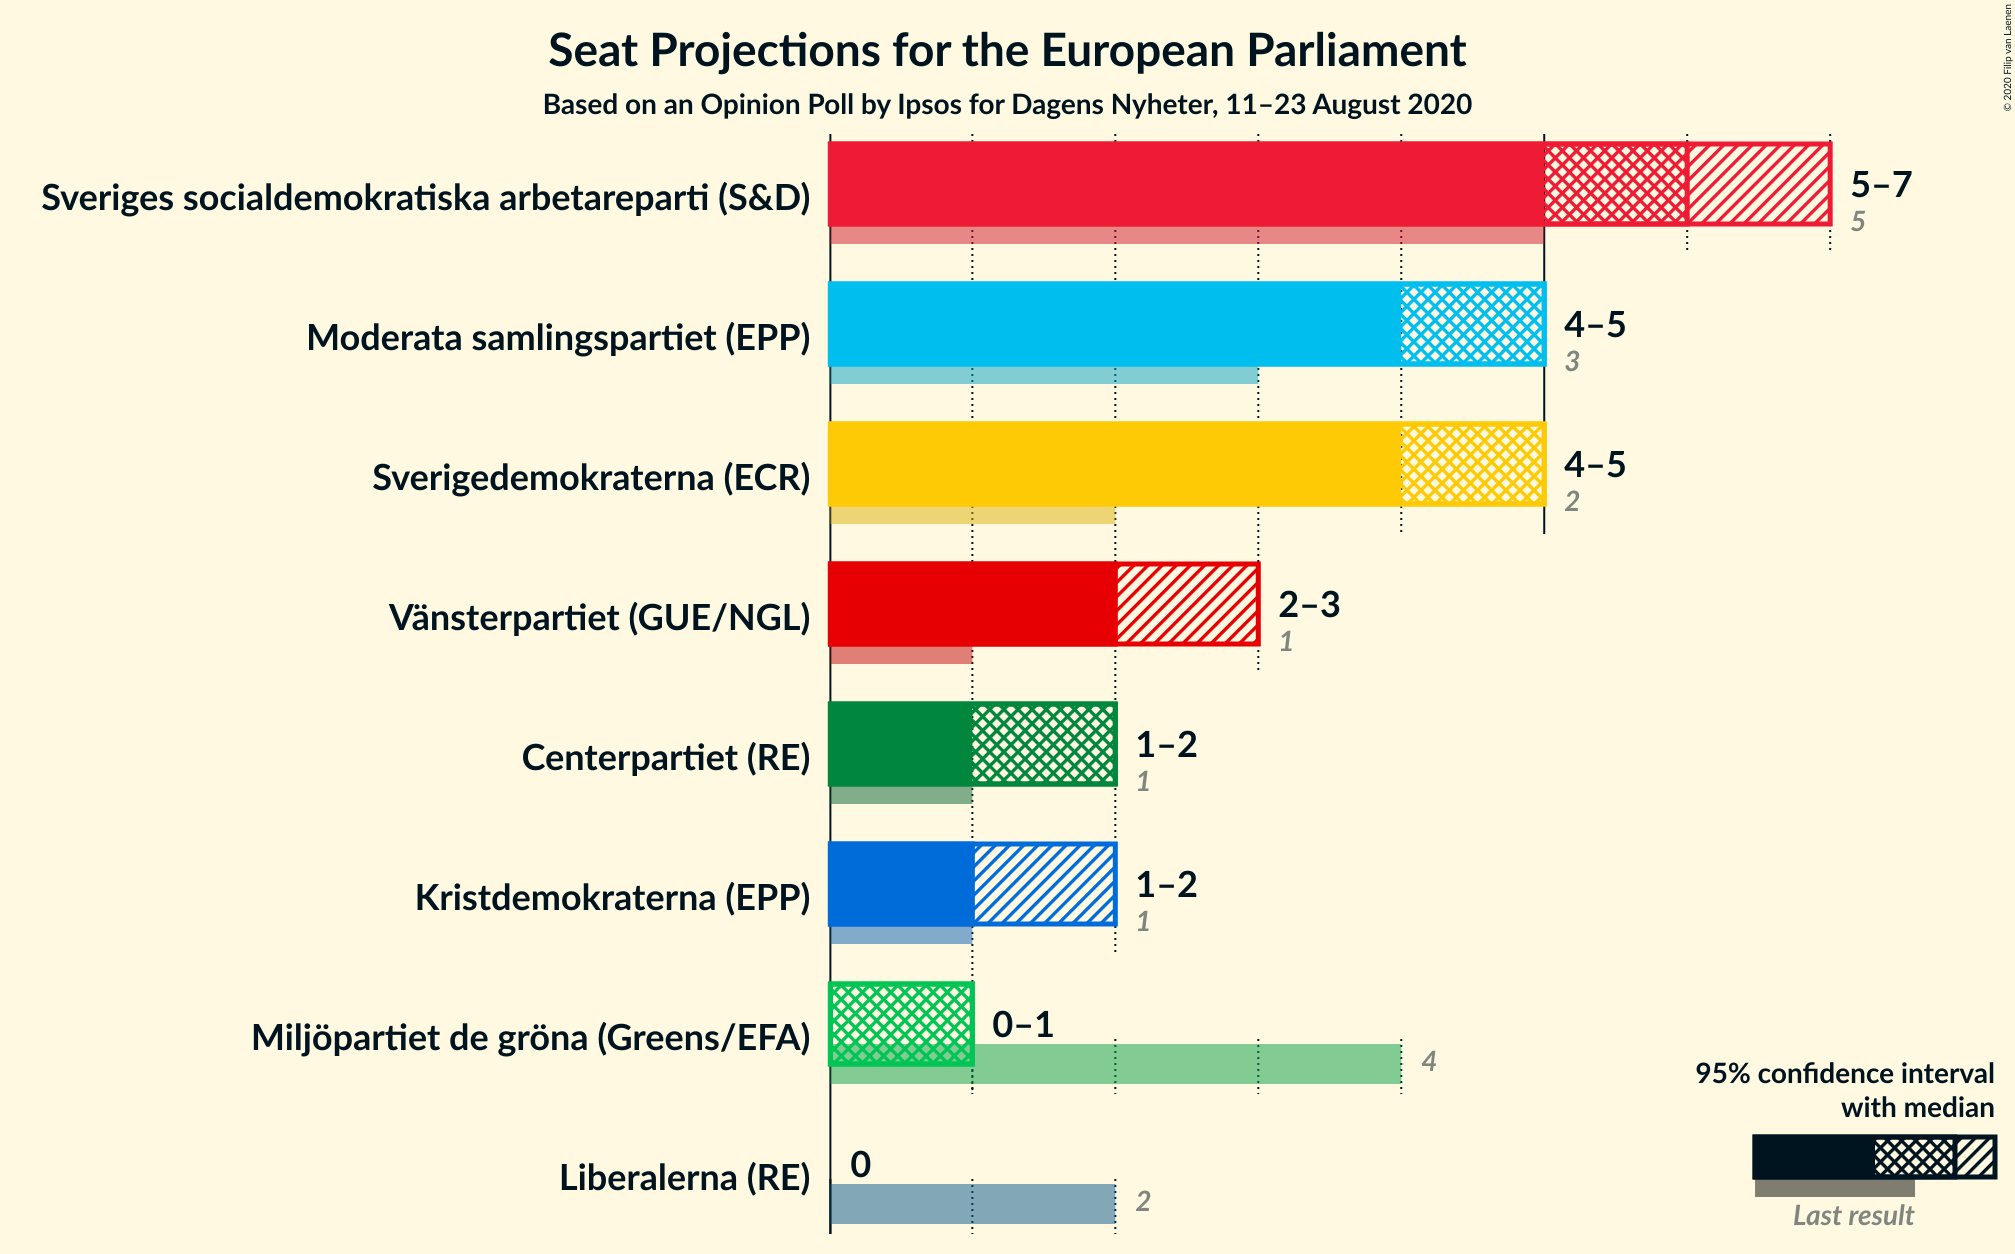 Seat Projections for the European Parliament
Based on an Opinion Poll by Ipsos for Dagens Nyheter, 11–23 August 2020
© 2020 Filip van Laenen
Sveriges socialdemokratiska arbetareparti (S&D)
5–7
5
Moderata samlingspartiet (EPP)
4–5
3
Sverigedemokraterna (ECR)
4–5
2
Vänsterpartiet (GUE/NGL)
2–3
1
Centerpartiet (RE)
1–2
1
Kristdemokraterna (EPP)
1–2
1
Miljöpartiet de gröna (Greens/EFA)
0–1
4
Liberalerna (RE)
0
2
95% confidence interval
with median
Last result